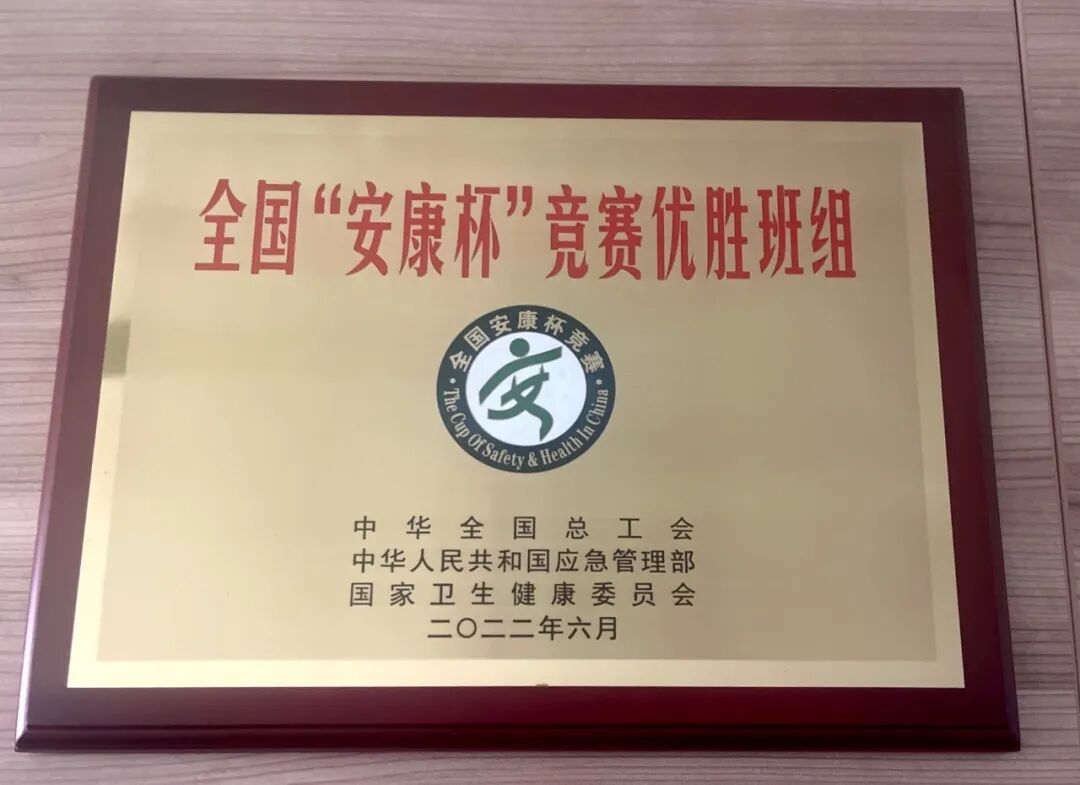 全国“安康杯”竞赛优胜班组
全国安康杯竞赛
The Cup Of Safety & Health In China
安
中华全国总工会
中华人民共和国应急管理部
国家卫生健康委员会
二〇二二年六月